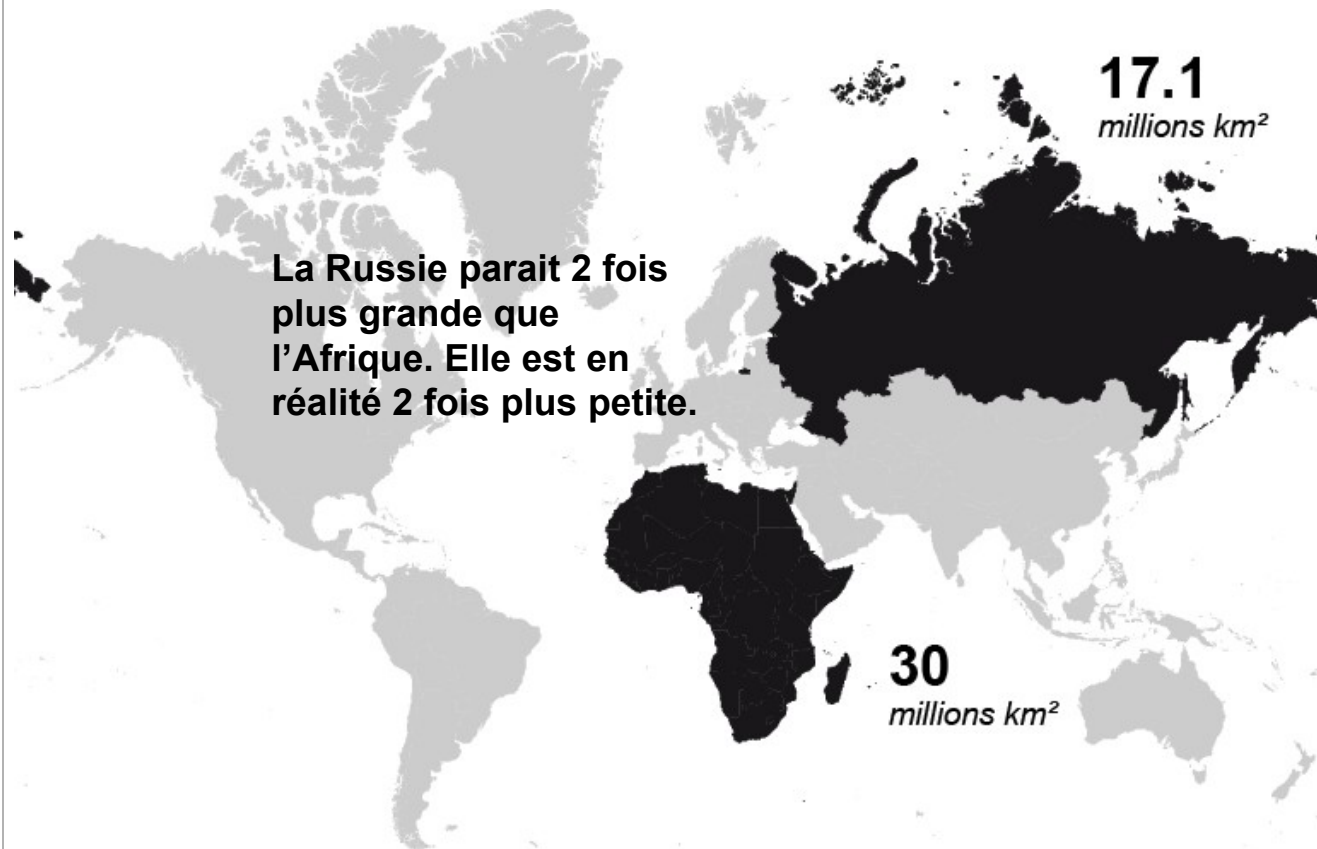 17.1
millions km²
La Russie parait 2 fois
plus grande que
l’Afrique. Elle est en
réalité 2 fois plus petite.
30
millions km²